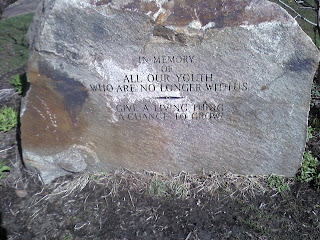 IN MEMORY
OF
ALL OUR YOUTH
WHO ARE NO LONGER WITH US
GIVE A LIVING THING
A CHANCE TO GROW